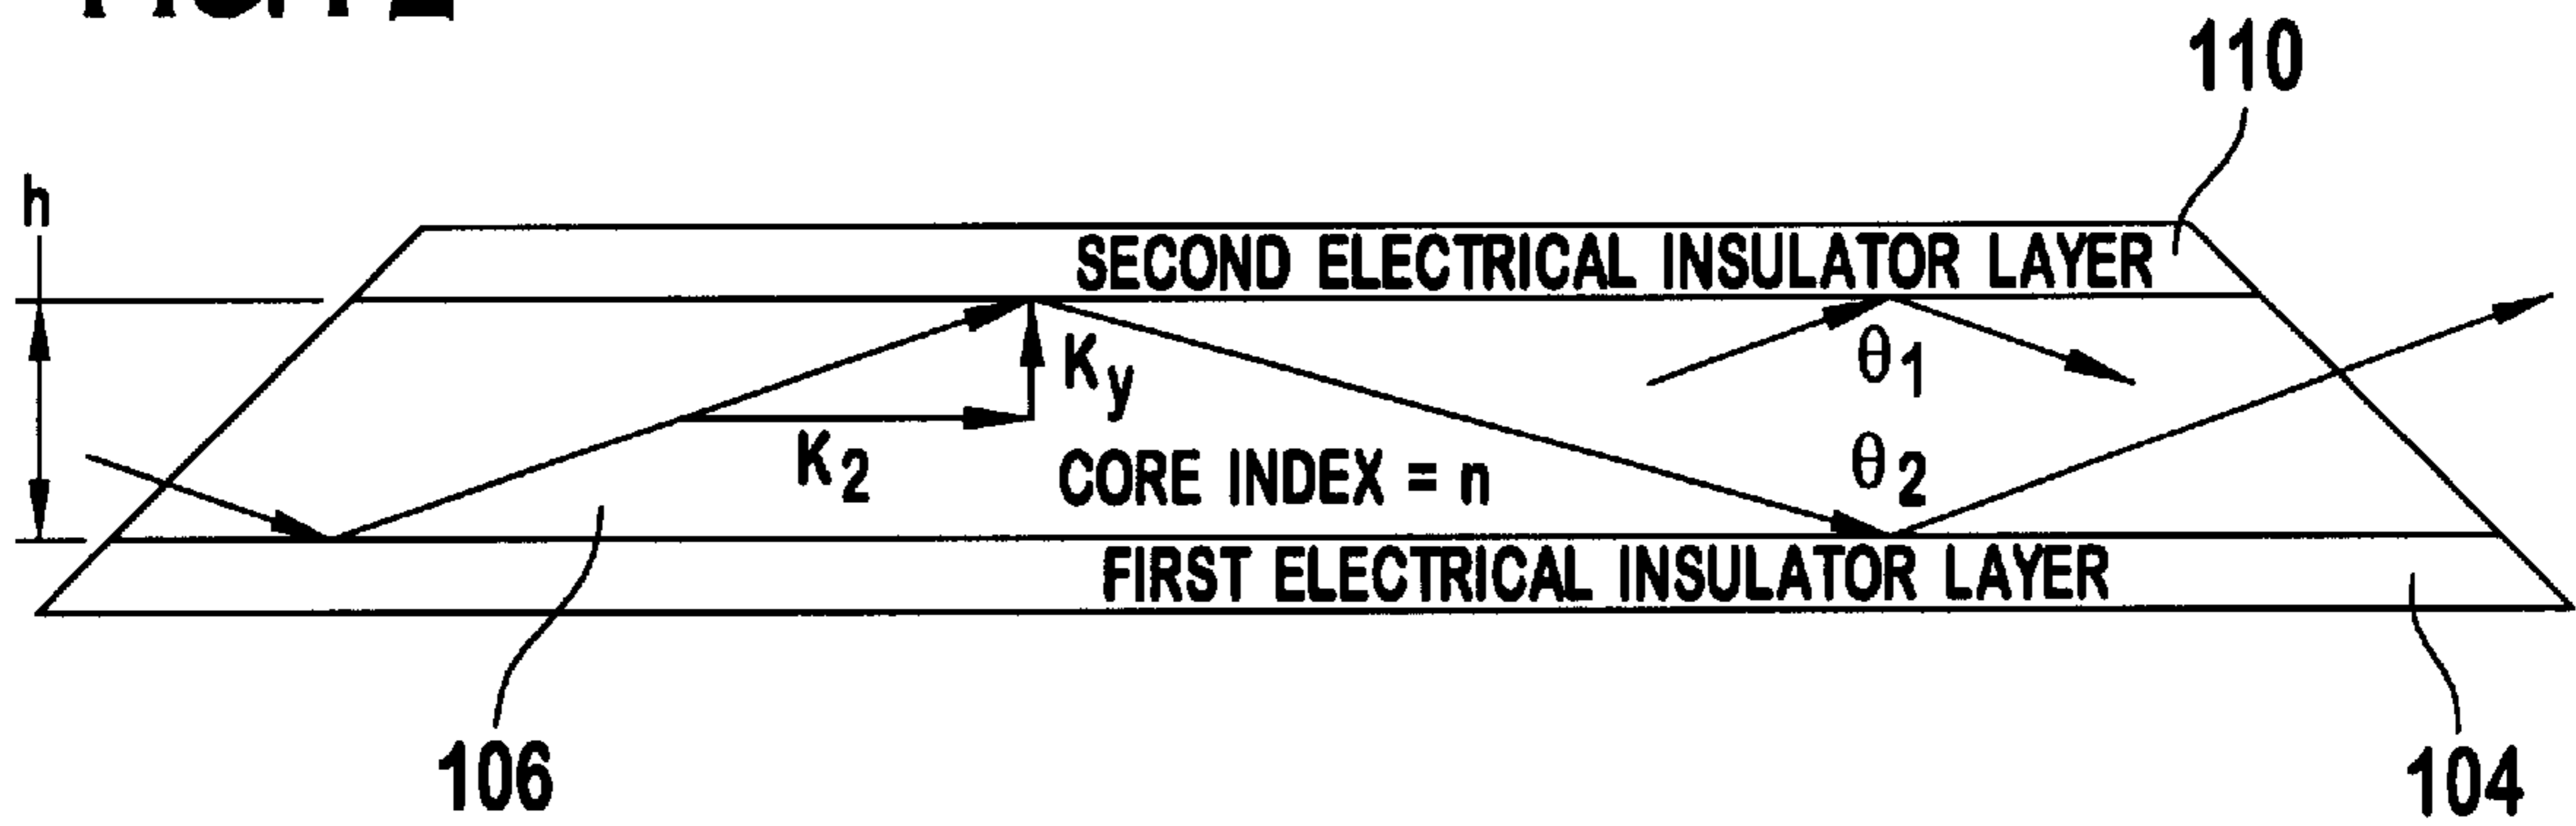 110
h
SECOND ELECTRICAL INSULATOR LAYER
Ky
θ1
K2
θ2
CORE INDEX = n
FIRST ELECTRICAL INSULATOR LAYER
106
104